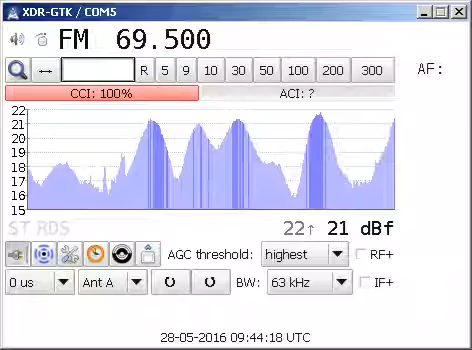 XDR-GTK / COM5
FM 69.500
↔ R 5 9 10 30 50 100 200 300 AF:
CCI: 100% ACI: ?
22
21
20
19
18
17
16
15
ST RDS 22↑ 21 dBf
AGC threshold: highest RF+
0 us Ant A ↻ ↻ BW: 63 kHz IF+
28-05-2016 09:44:18 UTC